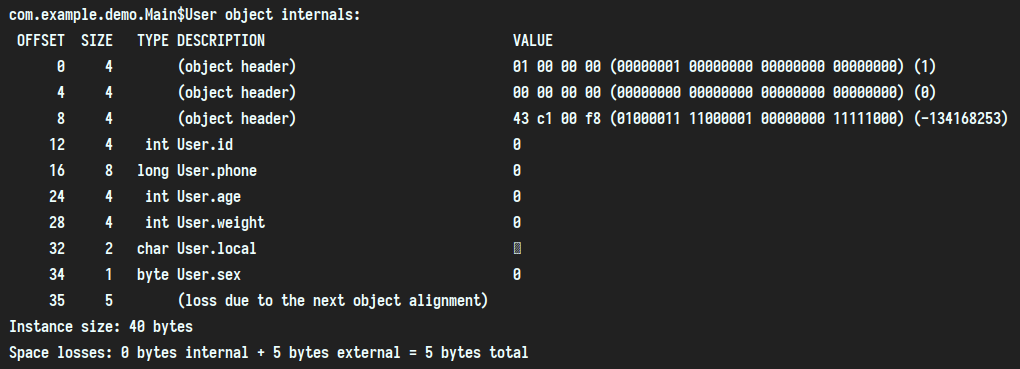 com.example.demo.Main$User object internals:
OFFSET SIZE TYPE DESCRIPTION VALUE
0 4 (object header) 01 00 00 00 (00000001 00000000 00000000 00000000) (1)
4 4 (object header) 00 00 00 00 (00000000 00000000 00000000 00000000) (0)
8 4 (object header) 43 c1 00 f8 (01000011 11000001 00000000 11111000) (-134168253)
12 4 int User.id 0
16 8 long User.phone 0
24 4 int User.age 0
28 4 int User.weight 0
32 2 char User.local
34 1 byte User.sex 0
35 5 (loss due to the next object alignment)
Instance size: 40 bytes
Space losses: 0 bytes internal + 5 bytes external = 5 bytes total